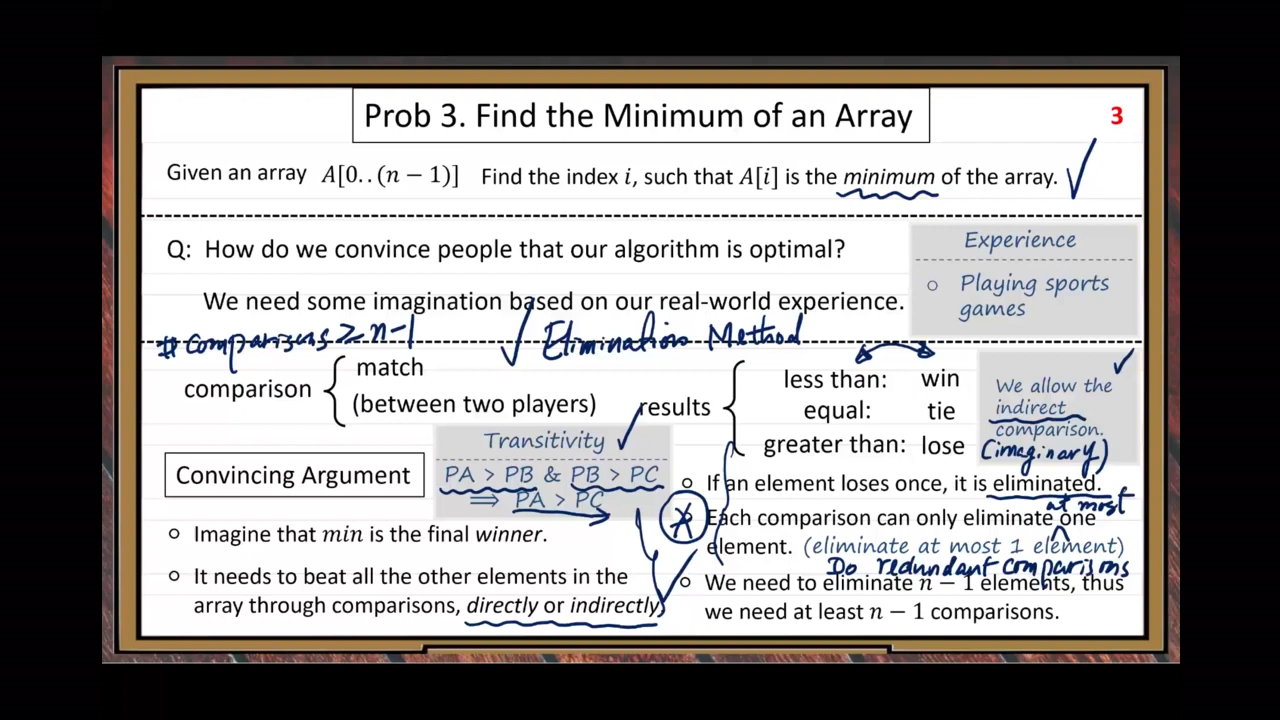 Prob 3. Find the Minimum of an Array
3
Given an array A[0..(n − 1)] Find the index i, such that A[i] is the minimum of the array.
Q: How do we convince people that our algorithm is optimal?
We need some imagination based on our real-world experience.
Experience
○ Playing sports
games
# Comparisons ≥ n-1
Elimination Method
comparison
match
(between two players)
results
less than: win
equal: tie
greater than: lose
We allow the
indirect
comparison.
(imaginary)
Convincing Argument
Transitivity
PA > PB & PB > PC
⟹ PA > PC
○ Imagine that min is the final winner.
○ It needs to beat all the other elements in the
array through comparisons, directly or indirectly.
○ If an element loses once, it is eliminated.
at most
○ Each comparison can only eliminate one
element. (eliminate at most 1 element)
Do redundant comparisons
○ We need to eliminate n − 1 elements, thus
we need at least n − 1 comparisons.